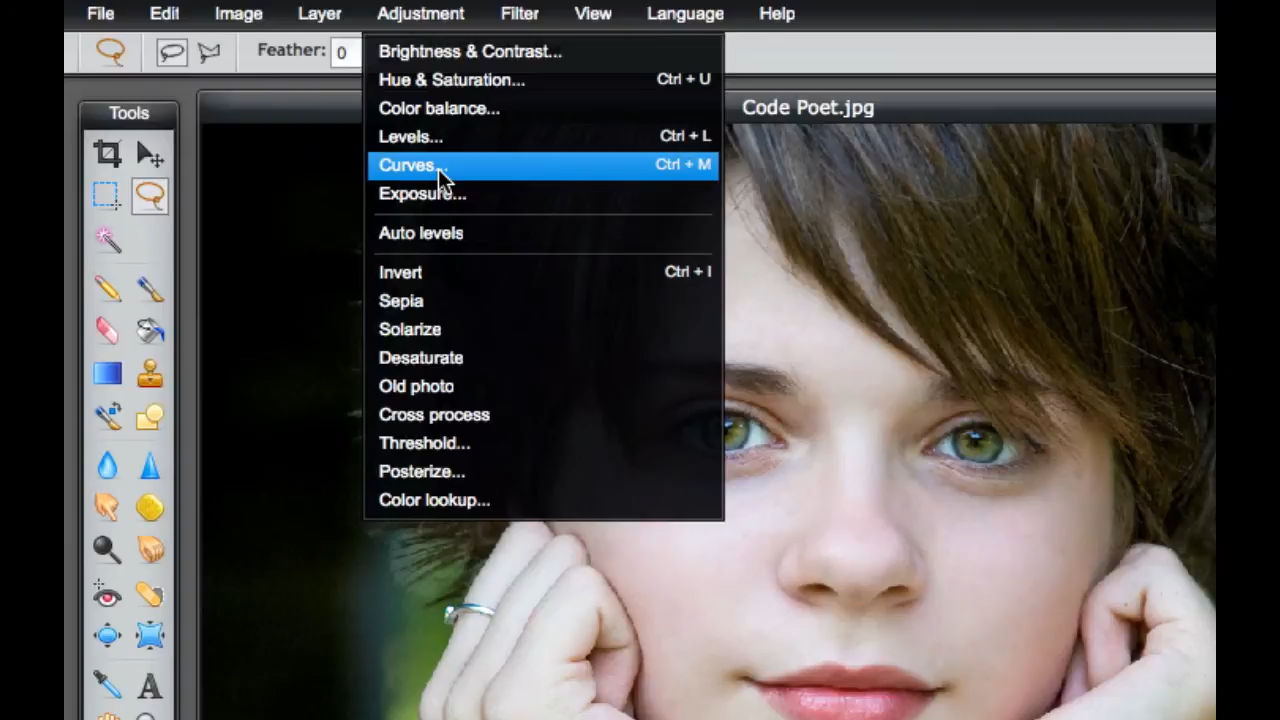 File Edit Image Layer Adjustment Filter View Language Help
Feather: 0
Tools
Code Poet.jpg
Brightness & Contrast...
Hue & Saturation... Ctrl + U
Color balance...
Levels... Ctrl + L
Curves... Ctrl + M
Exposure...
Auto levels
Invert Ctrl + I
Sepia
Solarize
Desaturate
Old photo
Cross process
Threshold...
Posterize...
Color lookup...
A